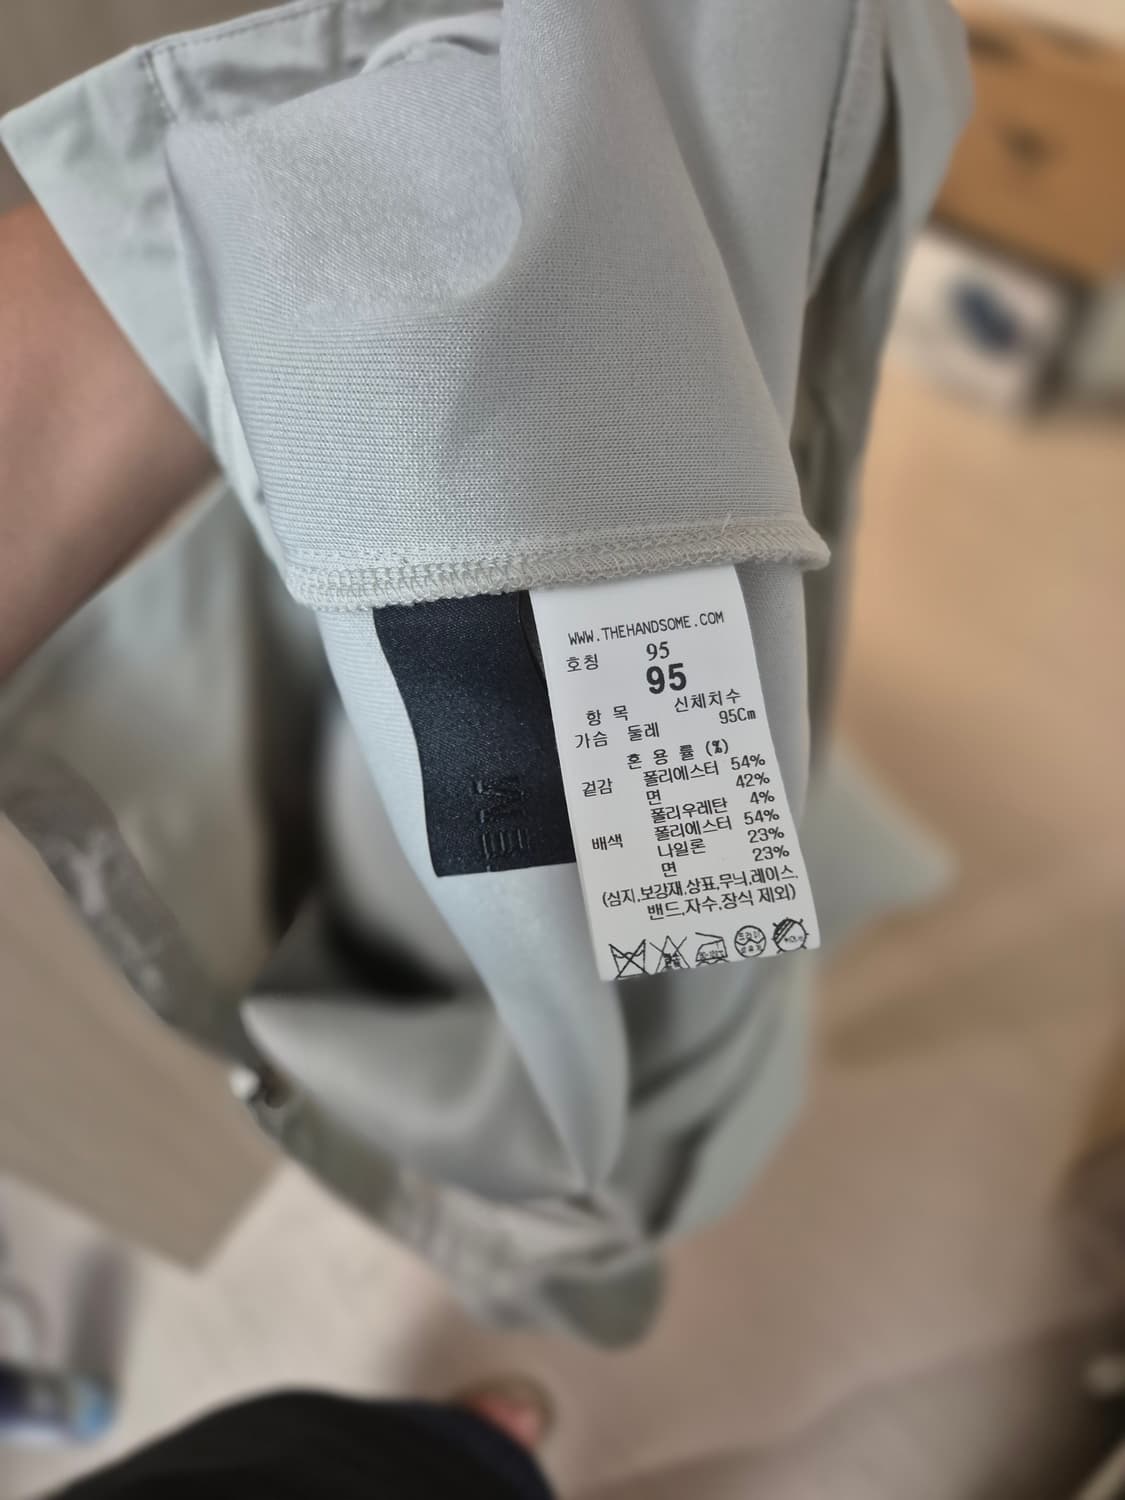 WWW.THEHANDSOME.COM
호칭 95
95
항 목 신체치수
가슴 둘레 95Cm
혼 용 률 (%)
겉감 폴리에스터 54%
면 42%
폴리우레탄 4%
배색 폴리에스터 54%
나일론 23%
면 23%
(심지,보강재,상표,무늬,레이스,
밴드,자수,장식 제외)